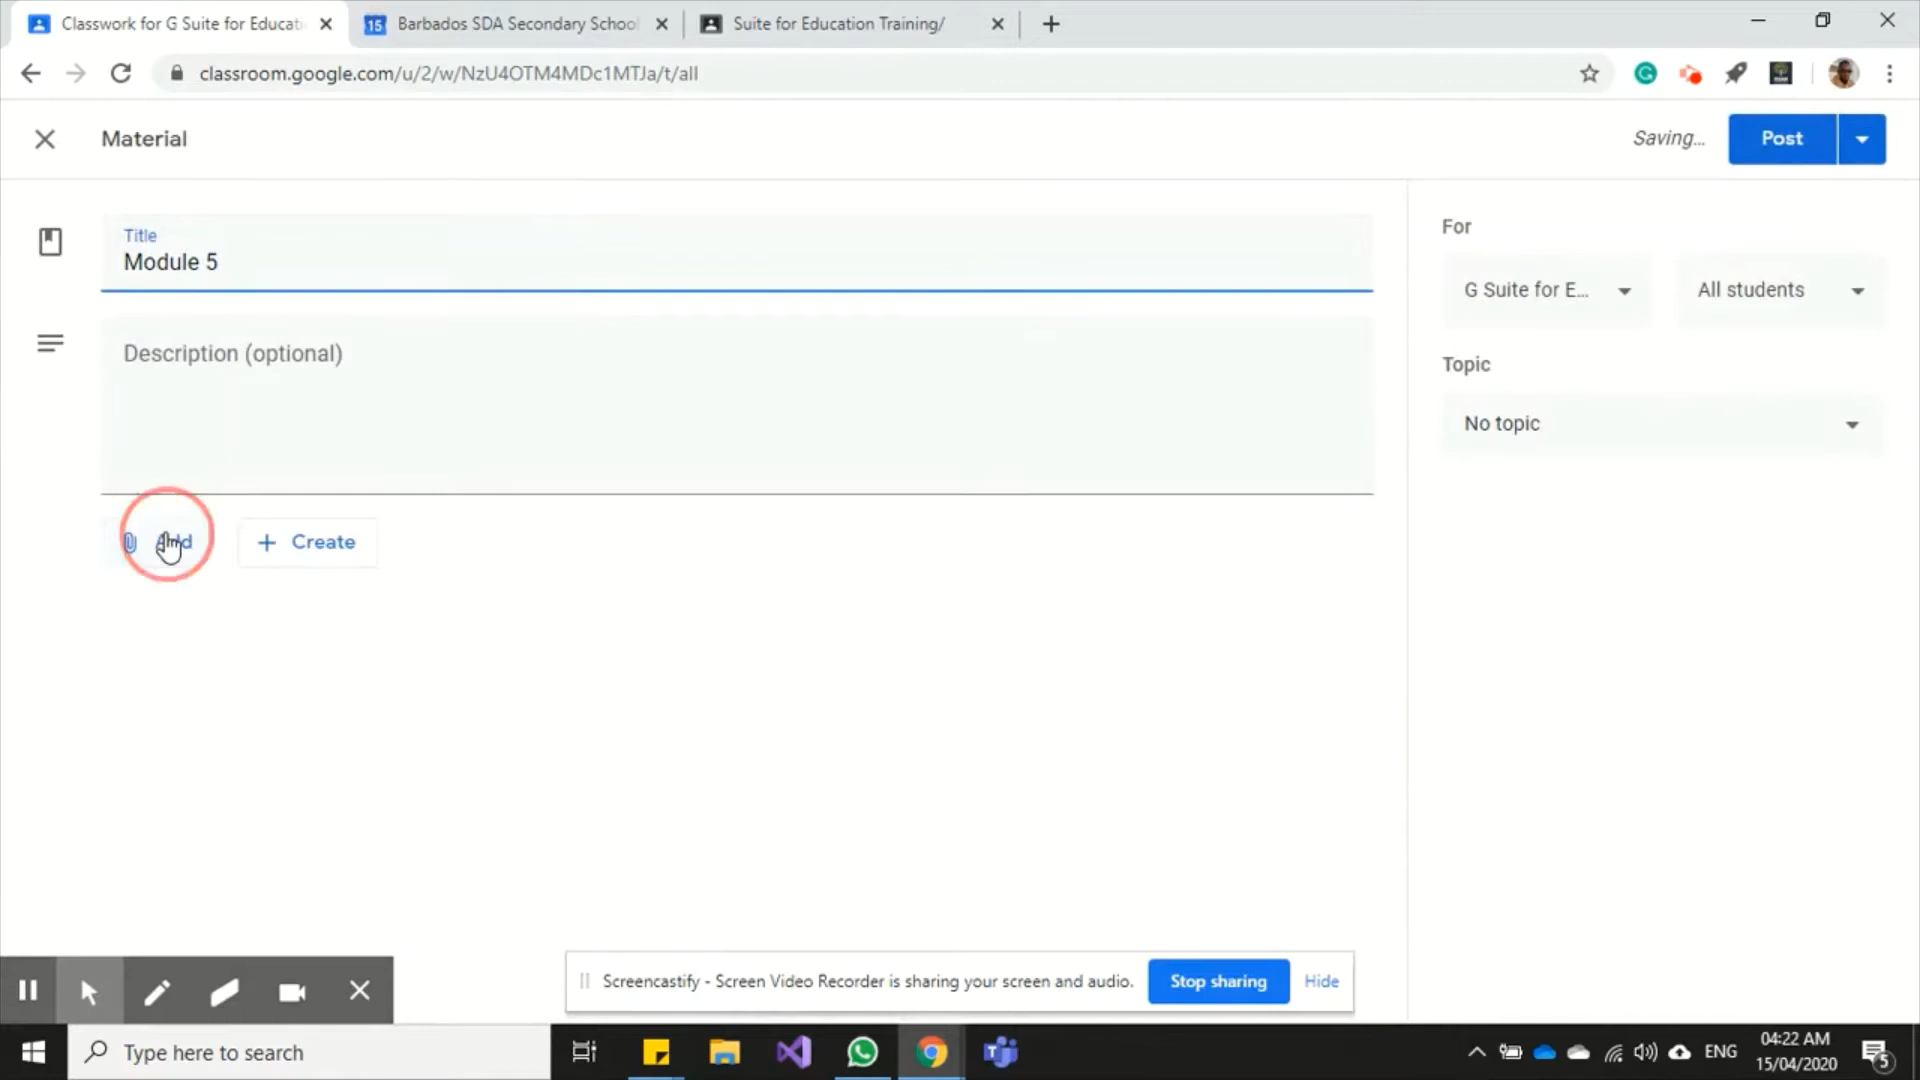 Classwork for G Suite for Educati
Barbados SDA Secondary School
Suite for Education Training/
classroom.google.com/u/2/w/NzU4OTM4MDc1MTJa/t/all
Material
Saving...
Post
Title
Module 5
Description (optional)
Add
Create
For
G Suite for E...
All students
Topic
No topic
Screencastify - Screen Video Recorder is sharing your screen and audio.
Stop sharing
Hide
Type here to search
ENG
04:22 AM
15/04/2020
5
15